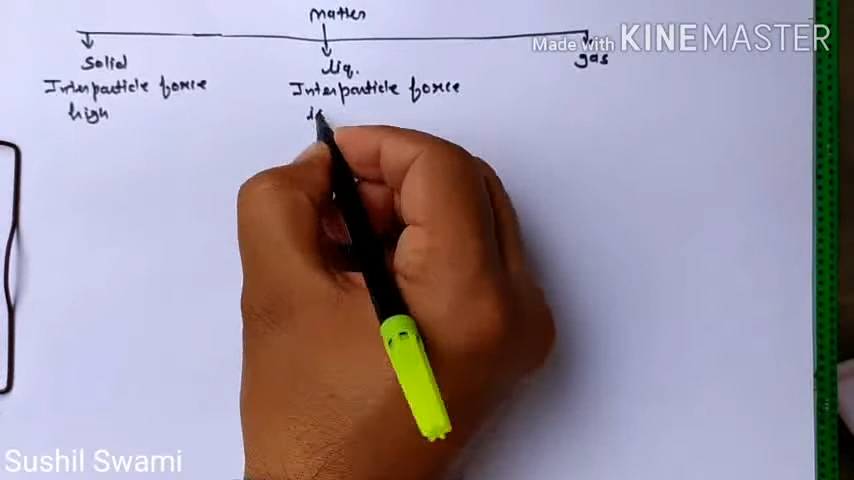 Matter
Made with KINEMASTER
Solid
liq.
gas
Interparticle force
high
Interparticle force
Sushil Swami